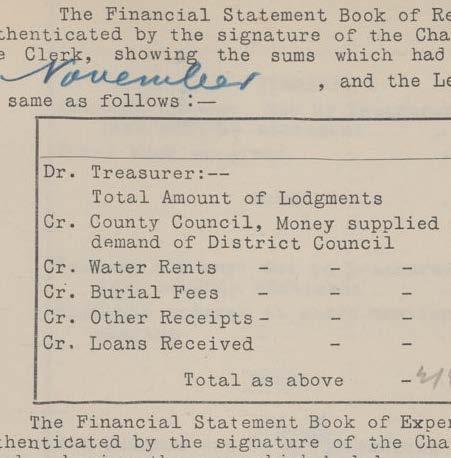 The Financial Statement Book of Re
thenticated by the signature of the Cha
e Clerk, showing the sums which had
November , and the Le
same as follows :—
Dr. Treasurer:--
Total Amount of Lodgments
Cr. County Council, Money supplied
demand of District Council
Cr. Water Rents - - -
Cr. Burial Fees - - -
Cr. Other Receipts - - -
Cr. Loans Received - -
Total as above -
The Financial Statement Book of Exper
thenticated by the signature of the Cha